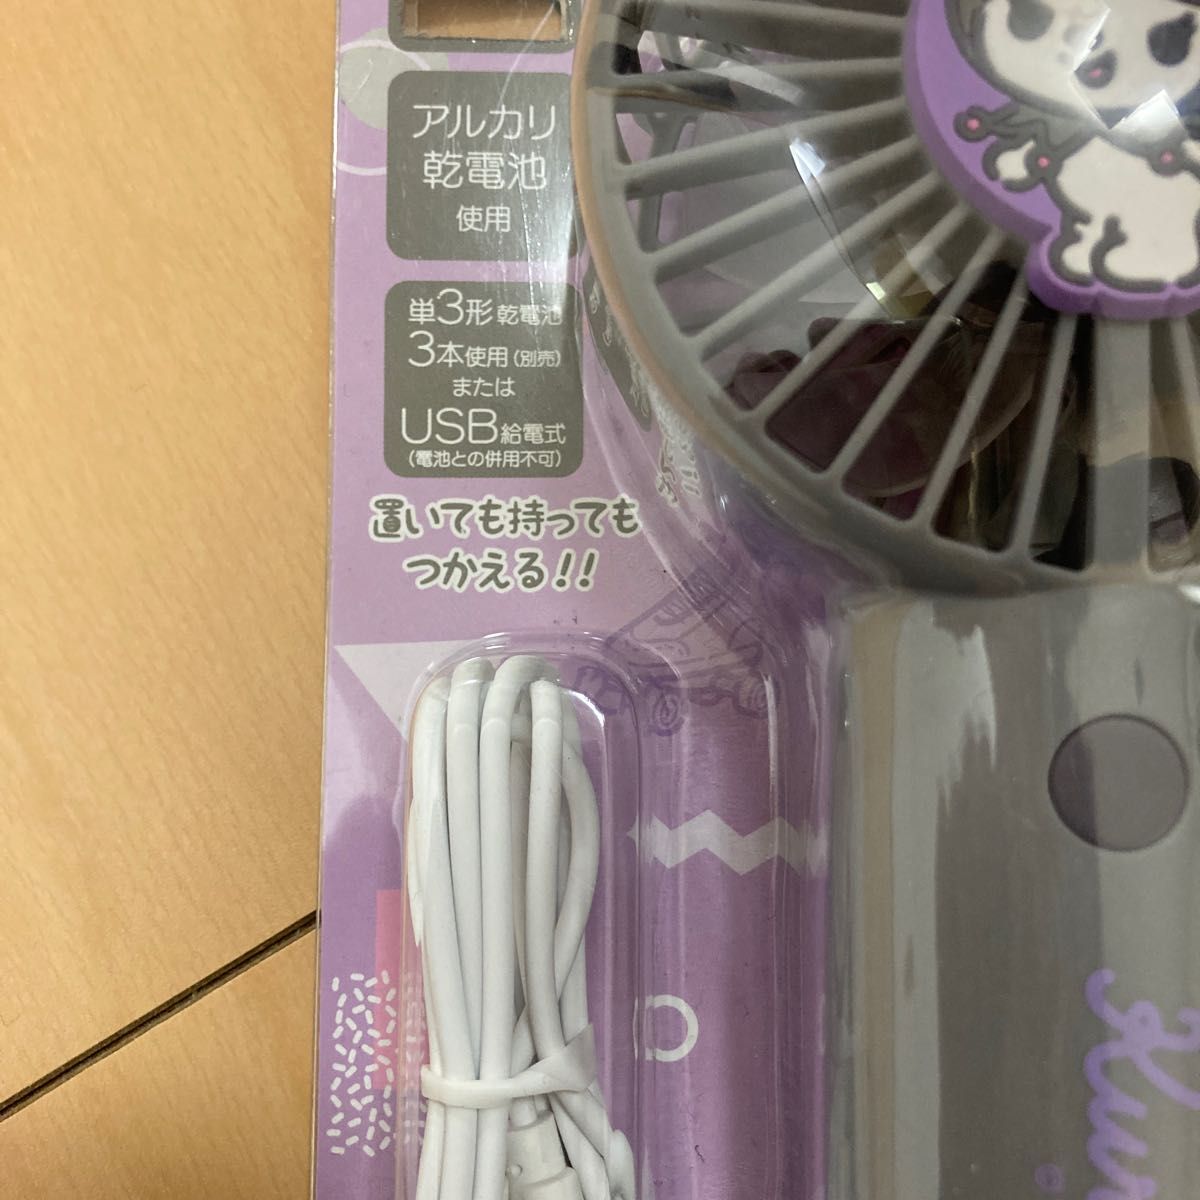 アルカリ
乾電池
使用
単3形乾電池
3本使用(別売)
または
USB給電式
(電池との併用不可)
置いても持っても
つかえる!!
Kur